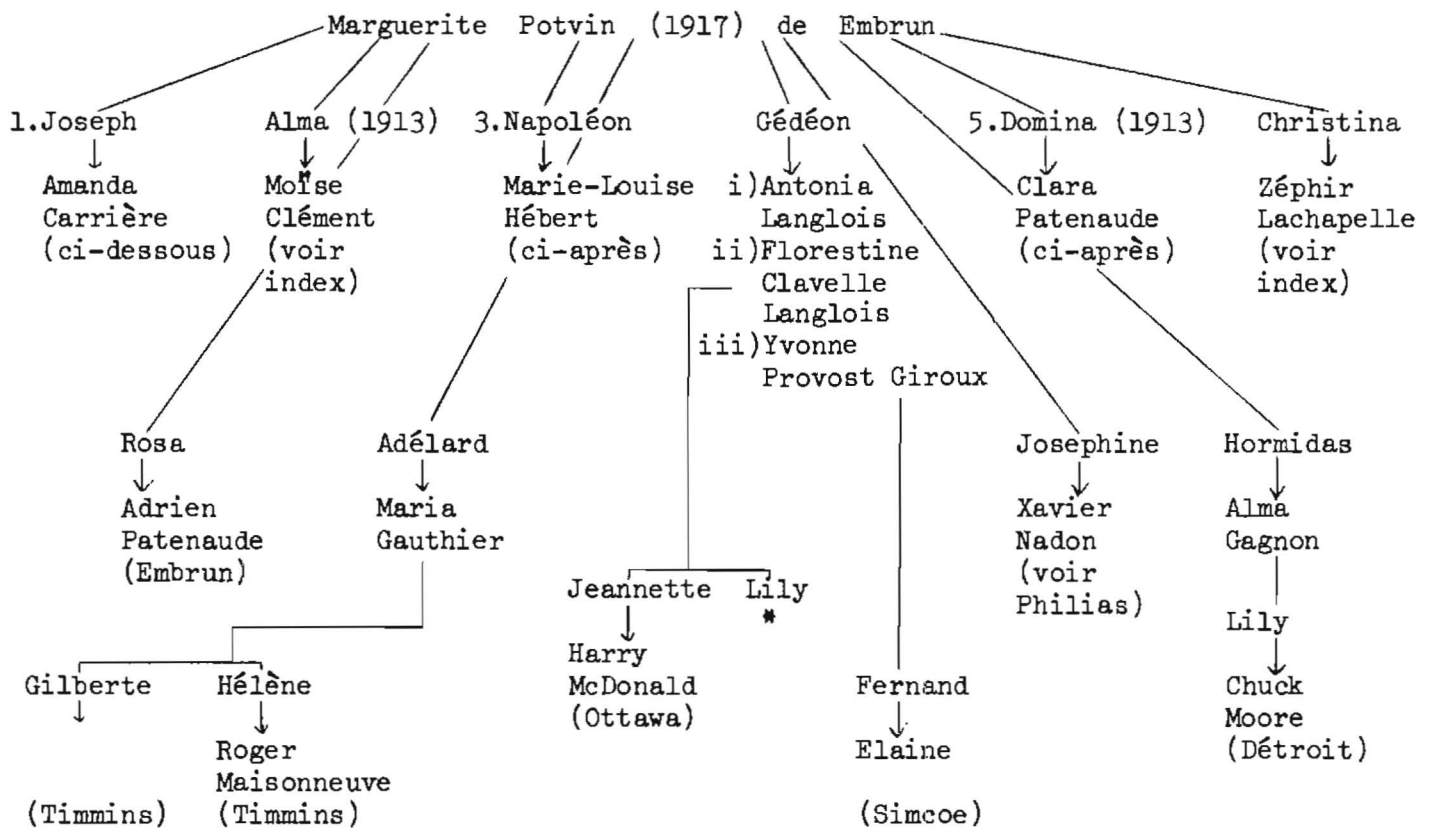 Marguerite Potvin (1917) de Embrun
1.Joseph Alma (1913) 3.Napoléon Gédéon 5.Domina (1913) Christina
Amanda Moïse Marie-Louise i)Antonia Clara Zéphir
Carrière Clément Hébert Langlois Patenaude Lachapelle
(ci-dessous) (voir (ci-après) ii)Florestine (ci-après) (voir
index) Clavelle index)
Langlois
iii)Yvonne
Provost Giroux
Rosa Adélard Josephine Hormidas
Adrien Maria Xavier Alma
Patenaude Gauthier Nadon Gagnon
(Embrun) (voir
Jeannette Lily Philias)
* Lily
Harry
Gilberte Hélène McDonald Fernand Chuck
(Ottawa) Moore
Roger Elaine (Détroit)
Maisonneuve
(Timmins) (Timmins) (Simcoe)